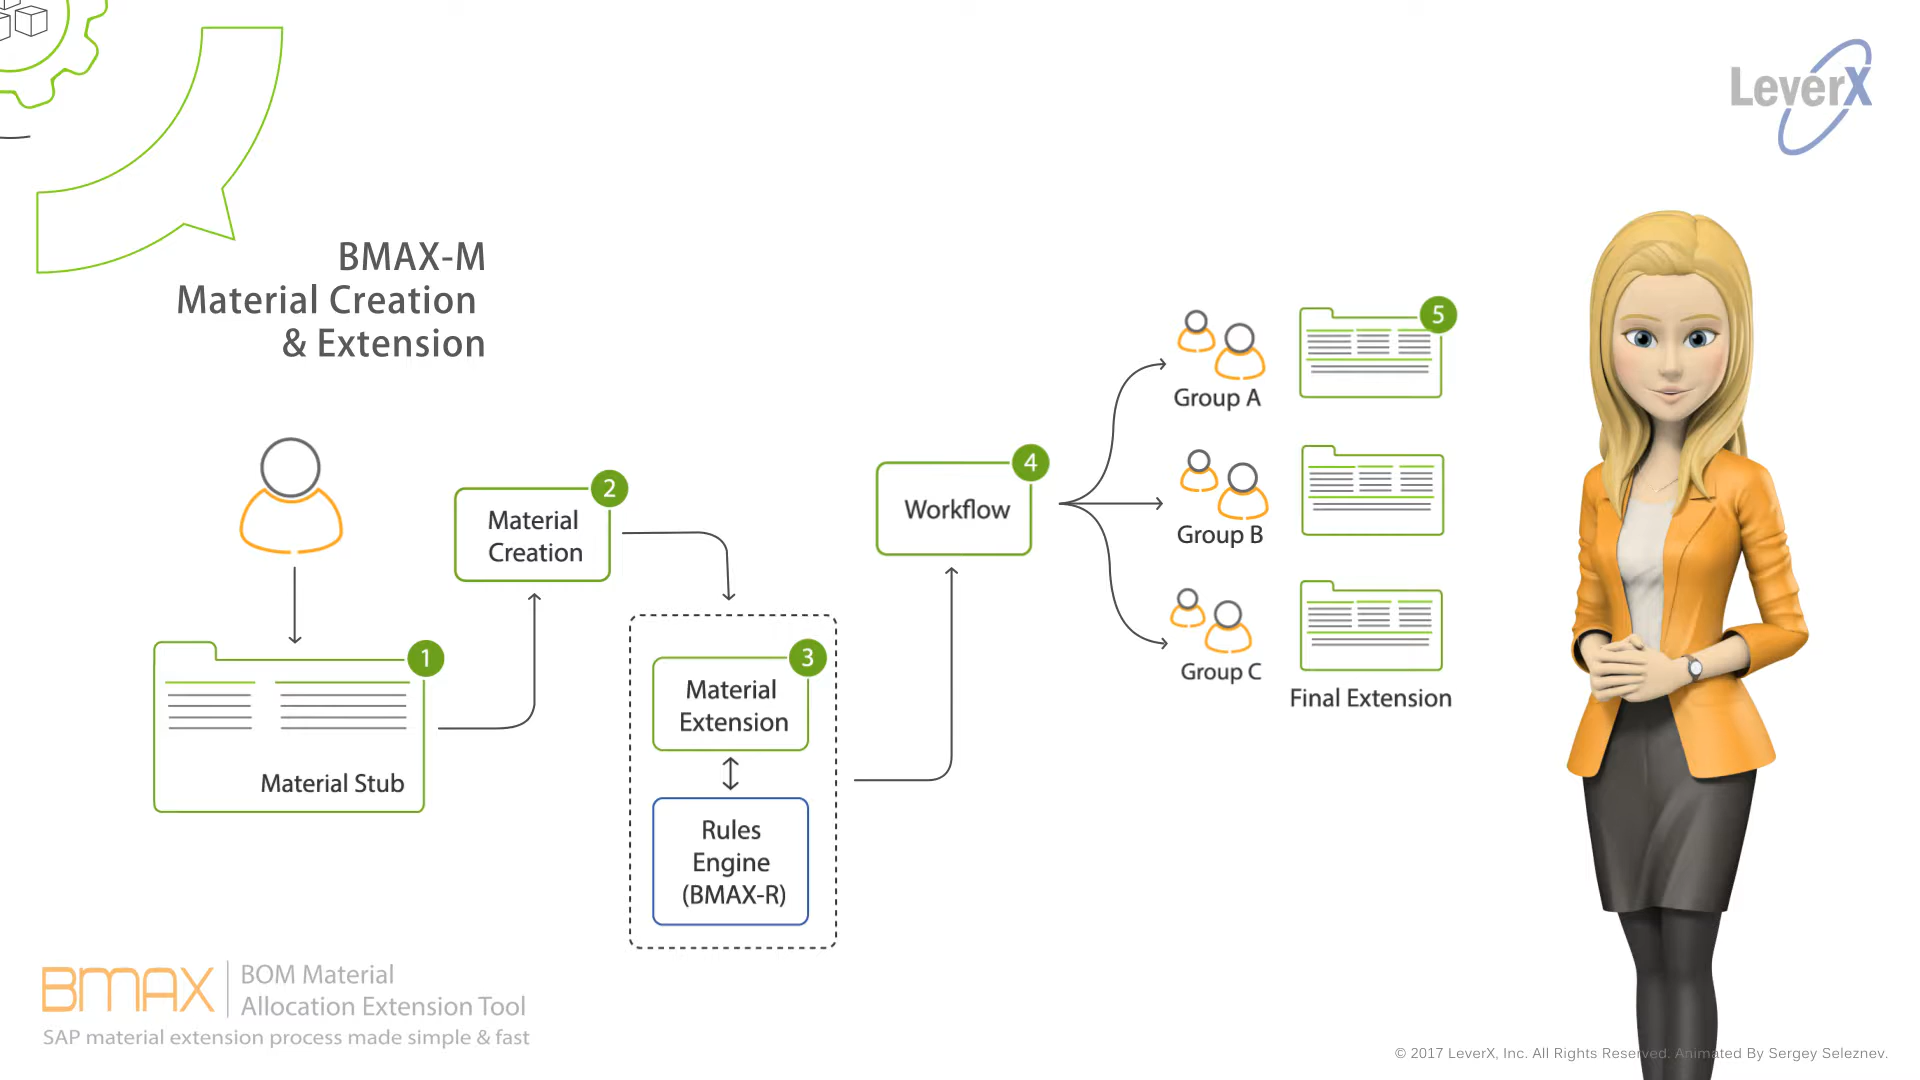 LeverX
BMAX-M
Material Creation
& Extension
1
Material Stub
2
Material
Creation
3
Material
Extension
Rules
Engine
(BMAX-R)
4
Workflow
Group A
5
Group B
Group C
Final Extension
BMAX
BOM Material
Allocation Extension Tool
SAP material extension process made simple & fast
© 2017 LeverX, Inc. All Rights Reserved. Animated By Sergey Seleznev.